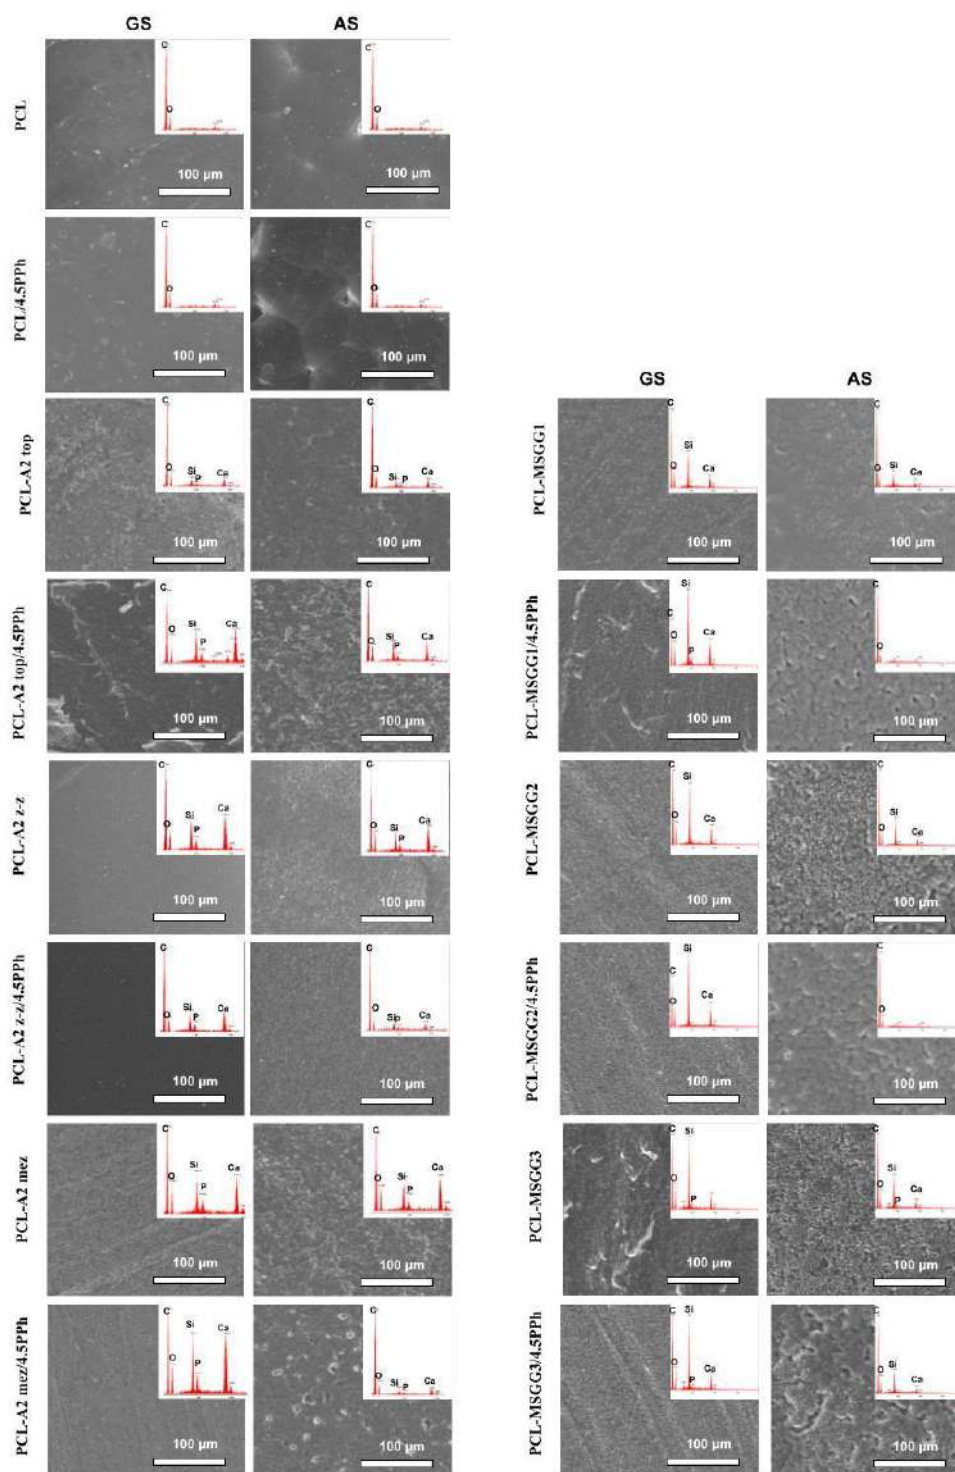 GS AS
PCL
C
O
100 µm
C
O
100 µm
PCL/4.5PPh
C
O
100 µm
C
O
100 µm
PCL-A2 top
C
O Si P Ca
100 µm
C
O Si P Ca
100 µm
PCL-A2 top/4.5PPh
C
O Si P Ca
100 µm
C
O Si P Ca
100 µm
PCL-A2 z-z
C
O Si P Ca
100 µm
C
O Si P Ca
100 µm
PCL-A2 z-z/4.5PPh
C
O Si P Ca
100 µm
C
O Si P Ca
100 µm
PCL-A2 mez
C
O Si P Ca
100 µm
C
O Si P Ca
100 µm
PCL-A2 mez/4.5PPh
C
O Si P Ca
100 µm
C
O Si P Ca
100 µm
GS AS
PCL-MSGG1
C
O Si Ca
100 µm
C
O Si Ca
100 µm
PCL-MSGG1/4.5PPh
C
O Si P Ca
100 µm
C
O
100 µm
PCL-MSGG2
C
O Si Ca
100 µm
C
O Si Ca
100 µm
PCL-MSGG2/4.5PPh
C
O Si Ca
100 µm
C
O
100 µm
PCL-MSGG3
C
O Si P
100 µm
C
O Si P Ca
100 µm
PCL-MSGG3/4.5PPh
C
O Si P Ca
100 µm
C
O Si Ca
100 µm